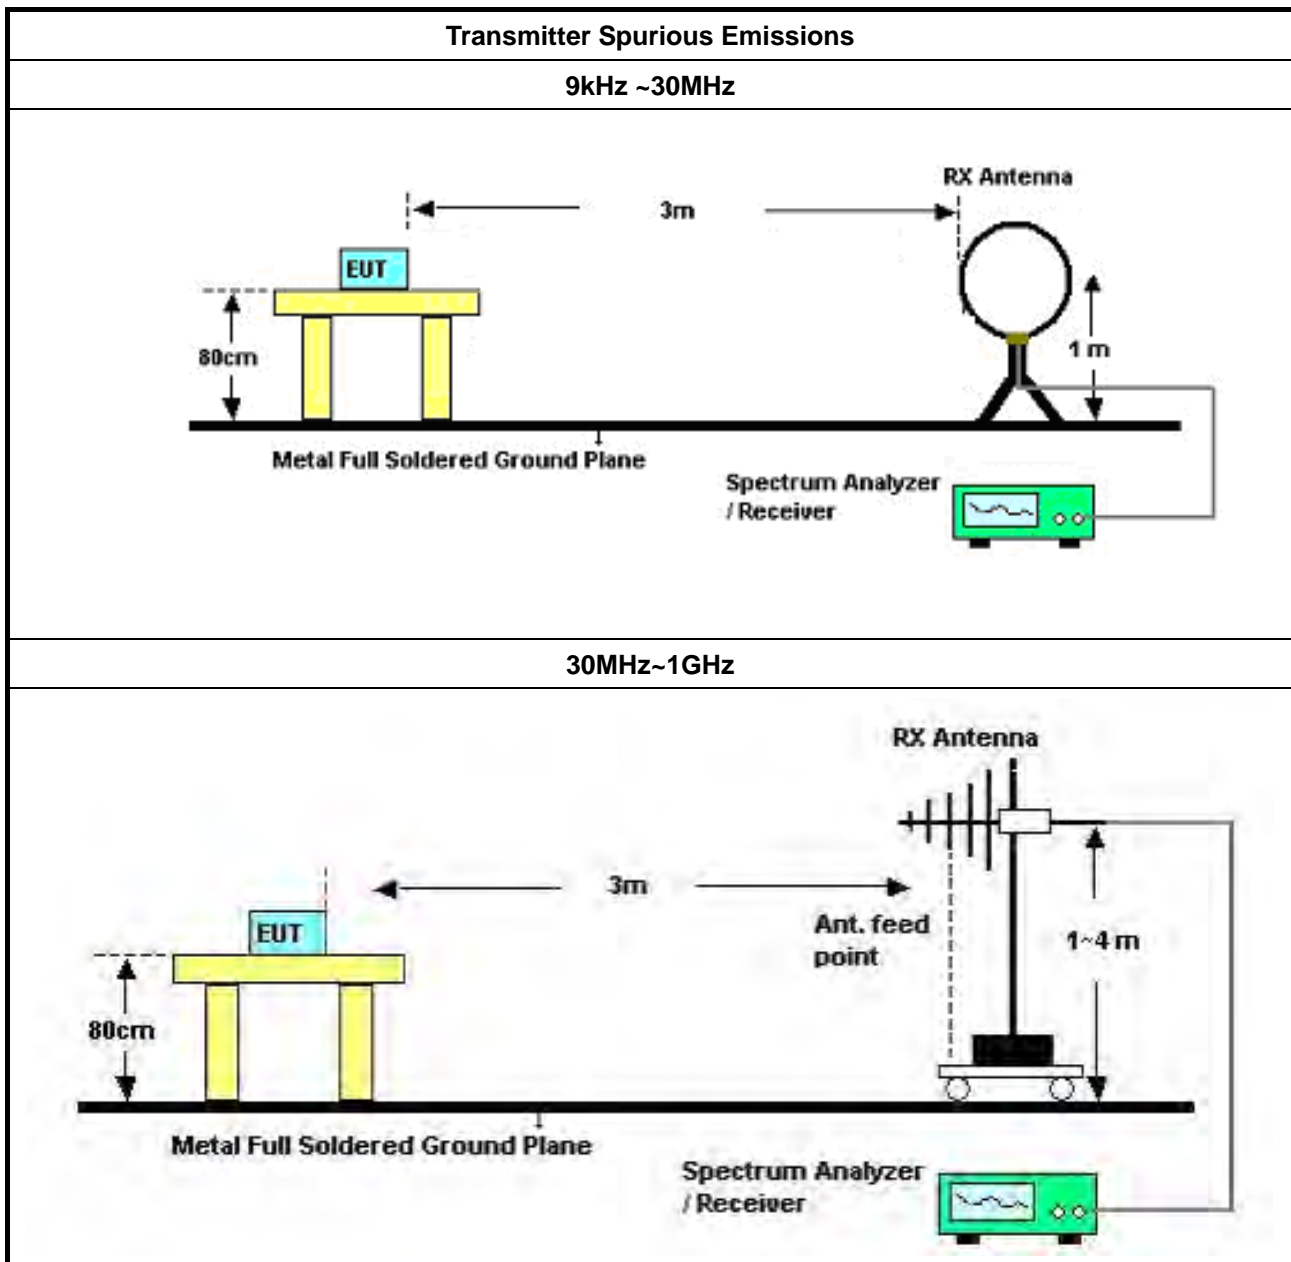 Transmitter Spurious Emissions
9kHz ~30MHz
RX Antenna
3m
EUT
80cm
1 m
Metal Full Soldered Ground Plane
Spectrum Analyzer
/ Receiver
30MHz~1GHz
RX Antenna
3m
Ant. feed
point
EUT
1~4 m
80cm
Metal Full Soldered Ground Plane
Spectrum Analyzer
/ Receiver